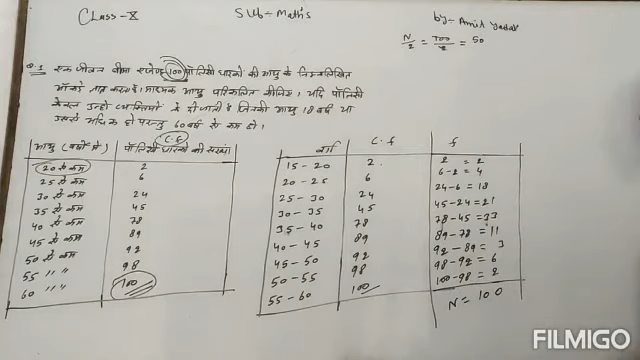 CLass-X Sub-Maths by-Amit Yadav
N/2 = 100/2 = 50
Q.1 एक जीवन बीमा एजेण्ट 100 पॉलिसी धारकों की आयु के निम्नलिखित
आँकड़े ज्ञात करता है। माध्यक आयु परिकलित कीजिए। यदि पॉलिसी
केवल उन्हीं व्यक्तियों को दी जाती है जिनकी आयु 18 वर्ष या
उससे अधिक हो परन्तु 60 वर्ष से कम हो।
(C.f)
आयु (वर्षों में) पॉलिसी धारकों की संख्या
20 से कम 2
25 से कम 6
30 से कम 24
35 से कम 45
40 से कम 78
45 से कम 89
50 से कम 92
55 " " 98
60 " " 100
वर्ग C.f f
15-20 2 2 = 2
20-25 6 6-2 = 4
25-30 24 24-6 = 18
30-35 45 45-24 = 21
35-40 78 78-45 = 33
40-45 89 89-78 = 11
45-50 92 92-89 = 3
50-55 98 98-92 = 6
55-60 100 100-98 = 2
N = 100
FILMIGO